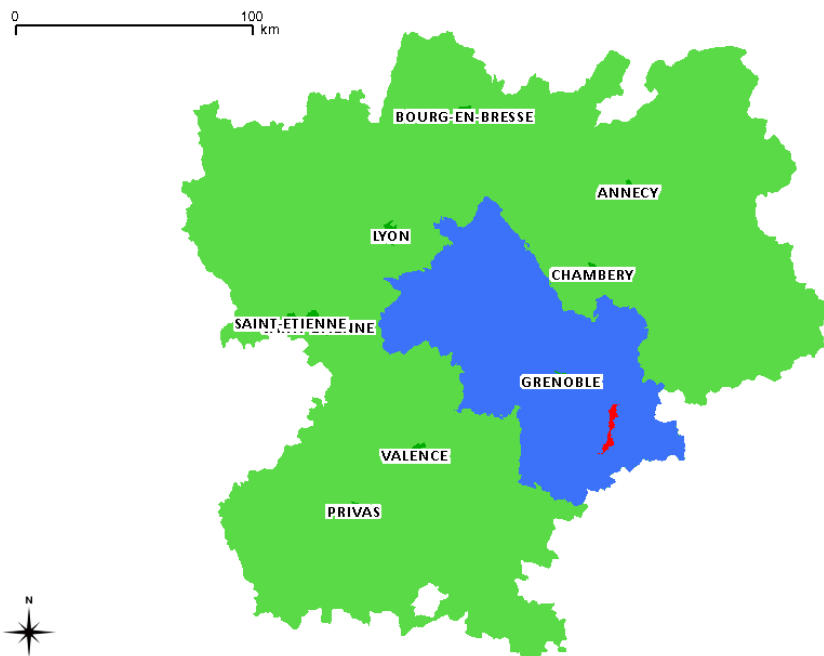 0 100
km
BOURG-EN-BRESSE
ANNECY
LYON
CHAMBERY
SAINT-ETIENNE
GRENOBLE
VALENCE
PRIVAS
N